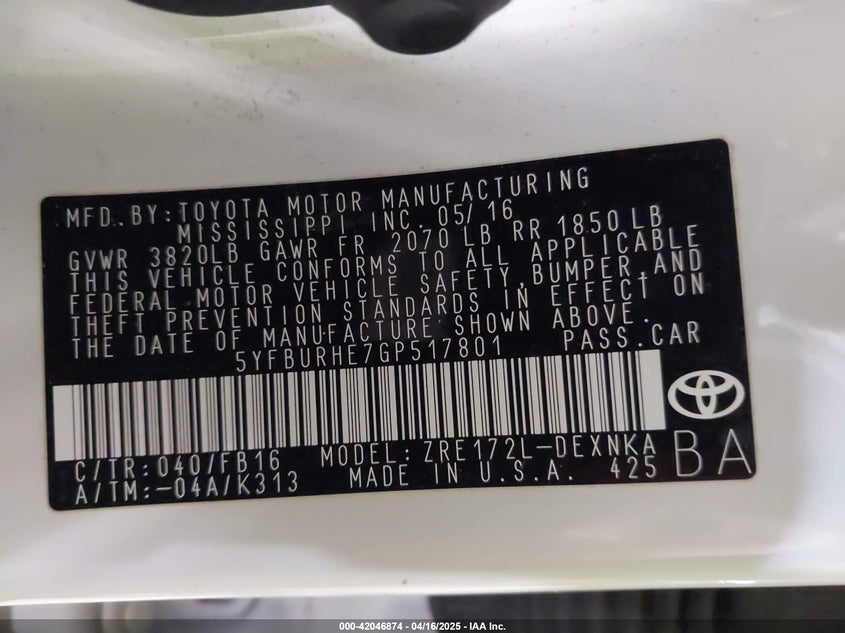 MFD. BY: TOYOTA MOTOR MANUFACTURING
MISSISSIPPI INC. 05/16
GVWR 3820LB GAWR FR 2070 LB RR 1850 LB
THIS VEHICLE CONFORMS TO ALL APPLICABLE
FEDERAL MOTOR VEHICLE SAFETY,BUMPER,AND
THEFT PREVENTION STANDARDS IN EFFECT ON
THE DATE OF MANUFACTURE SHOWN ABOVE.
5YFBURHE7GP517801 PASS.CAR
C/TR: 040/FB16 MODEL: ZRE172L-DEXNKA
A/TM:-04A/K313 MADE IN U.S.A. 425
BA
000-42046874 - 04/16/2025 - IAA Inc.